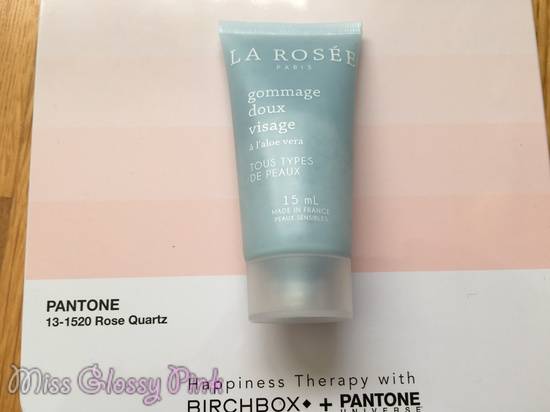 LA ROSÉE
PARIS
gommage
doux
visage
à l'aloe vera
TOUS TYPES
DE PEAUX
15 mL
MADE IN FRANCE
PEAUX SENSIBLES
PANTONE
13-1520 Rose Quartz
Miss Glossy Pink
Happiness Therapy with
BIRCHBOX◆ + PANTONE
UNIVERSE